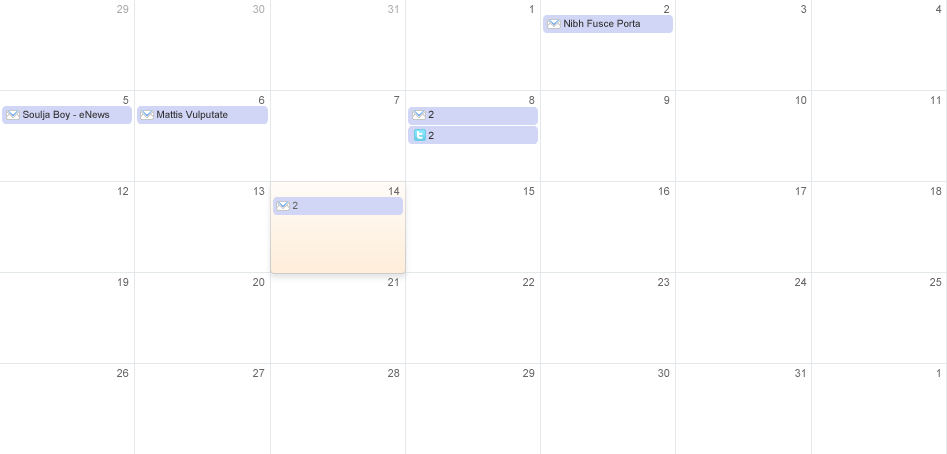 29 30 31 1 2 3 4
Nibh Fusce Porta
5 6 7 8 9 10 11
Soulja Boy - eNews Mattis Vulputate 2
2
12 13 14 15 16 17 18
2
19 20 21 22 23 24 25
26 27 28 29 30 31 1